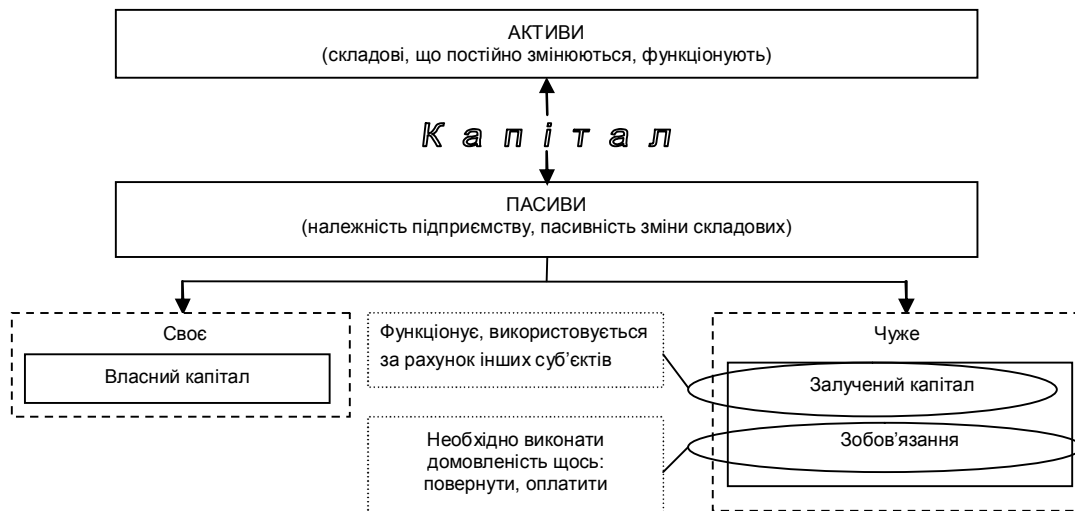 АКТИВИ
(складові, що постійно змінюються, функціонують)
Капітал
ПАСИВИ
(належність підприємству, пасивність зміни складових)
Своє
Власний капітал
Функціонує, використовується
за рахунок інших суб’єктів
Необхідно виконати
домовленість щось:
повернути, оплатити
Чуже
Залучений капітал
Зобов’язання